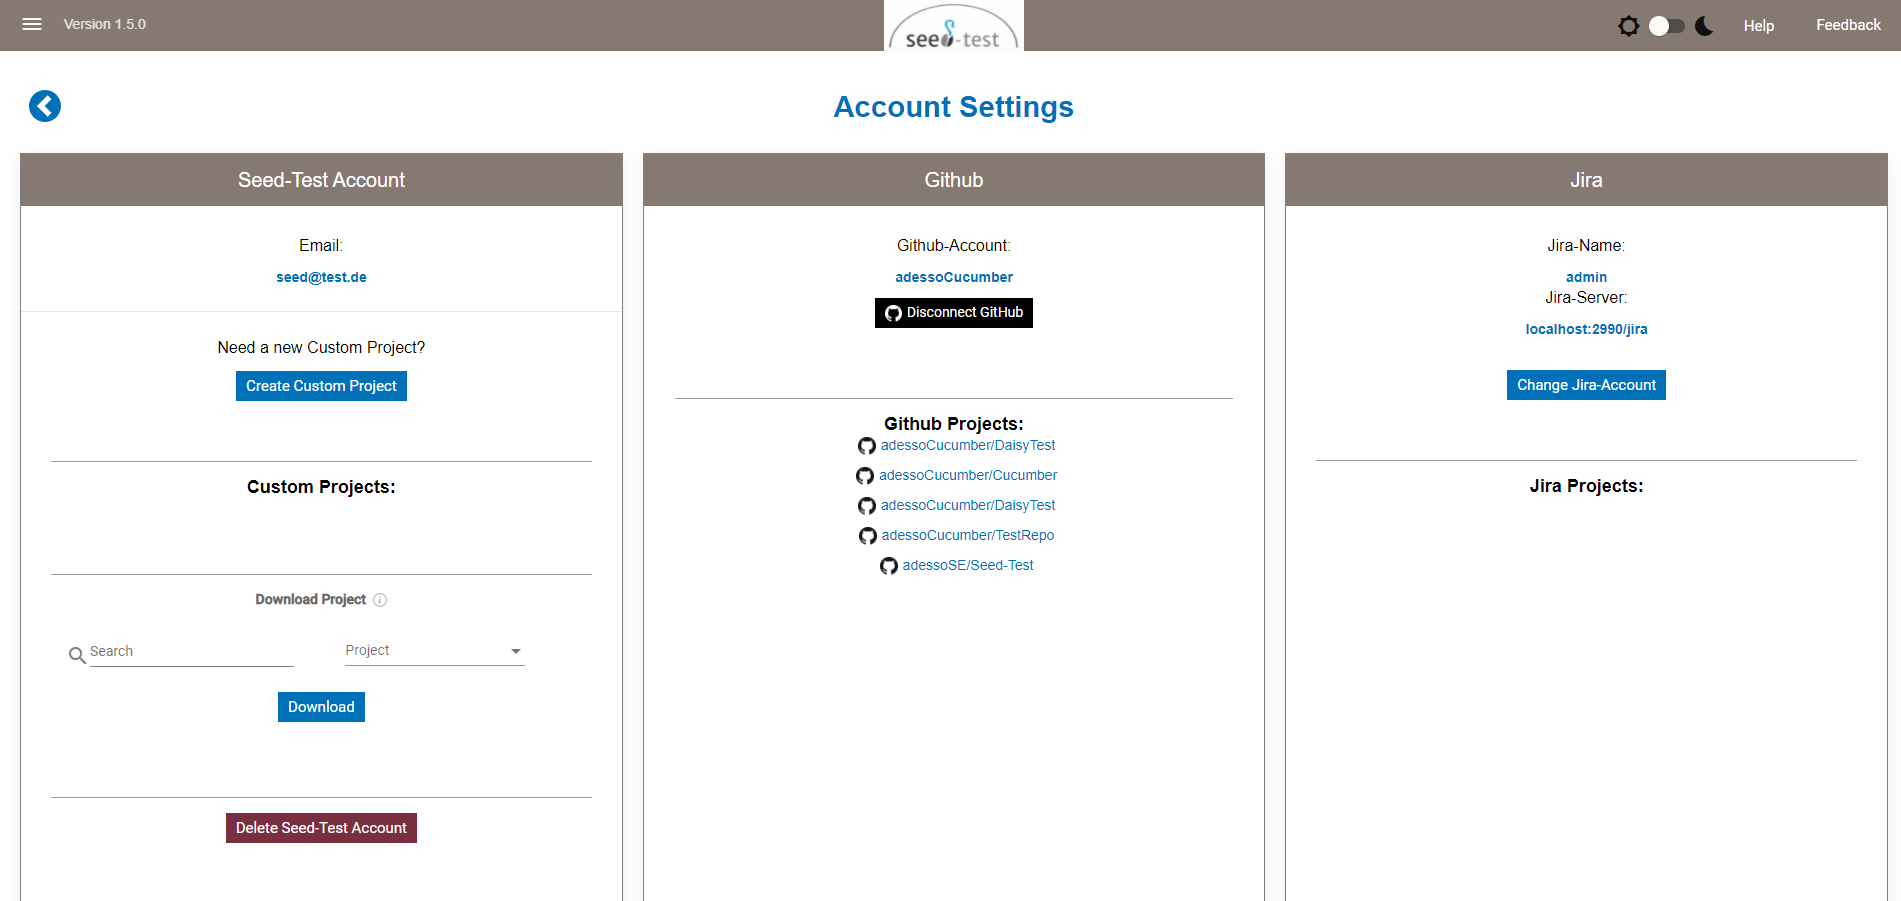 Version 1.5.0
seed-test
Help
Feedback
Account Settings
Seed-Test Account
Email:
seed@test.de
Need a new Custom Project?
Create Custom Project
Custom Projects:
Download Project
Search
Project
Download
Delete Seed-Test Account
Github
Github-Account:
adessoCucumber
Disconnect GitHub
Github Projects:
adessoCucumber/DaisyTest
adessoCucumber/Cucumber
adessoCucumber/DaisyTest
adessoCucumber/TestRepo
adessoSE/Seed-Test
Jira
Jira-Name:
admin
Jira-Server:
localhost:2990/jira
Change Jira-Account
Jira Projects: